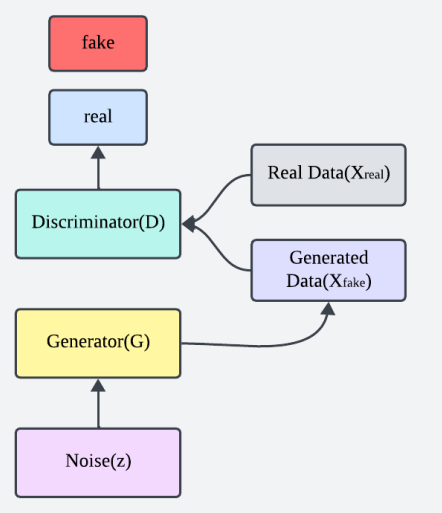 fake
real
Real Data(Xreal)
Discriminator(D)
Generated
Data(Xfake)
Generator(G)
Noise(z)